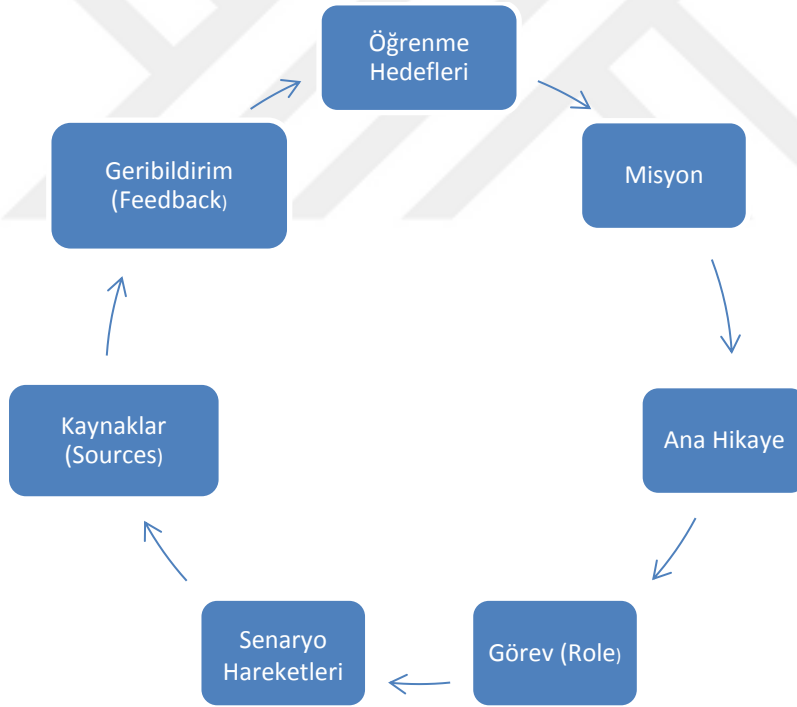 Öğrenme
Hedefleri
Misyon
Ana Hikaye
Görev (Role)
Senaryo
Hareketleri
Kaynaklar
(Sources)
Geribildirim
(Feedback)